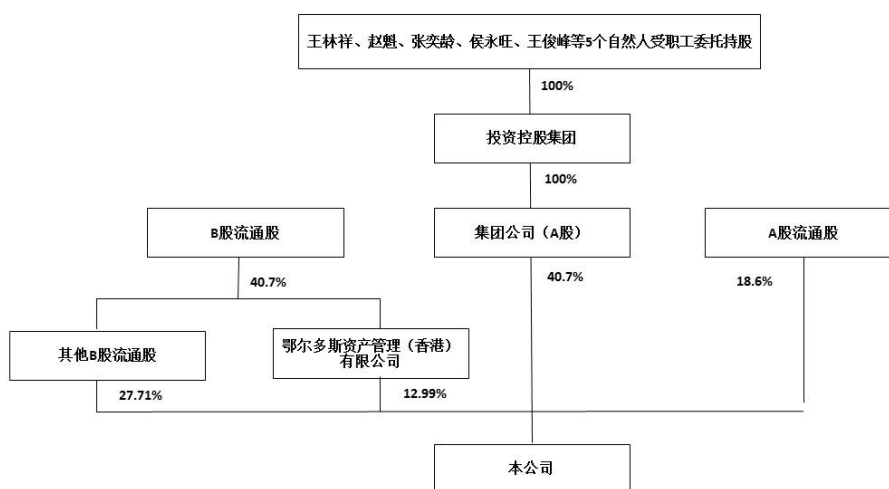 王林祥、赵魁、张奕龄、侯永旺、王俊峰等5个自然人受职工委托持股
100%
投资控股集团
100%
B股流通股
集团公司（A股）
A股流通股
40.7%
40.7%
18.6%
其他B股流通股
鄂尔多斯资产管理（香港）
有限公司
27.71%
12.99%
本公司